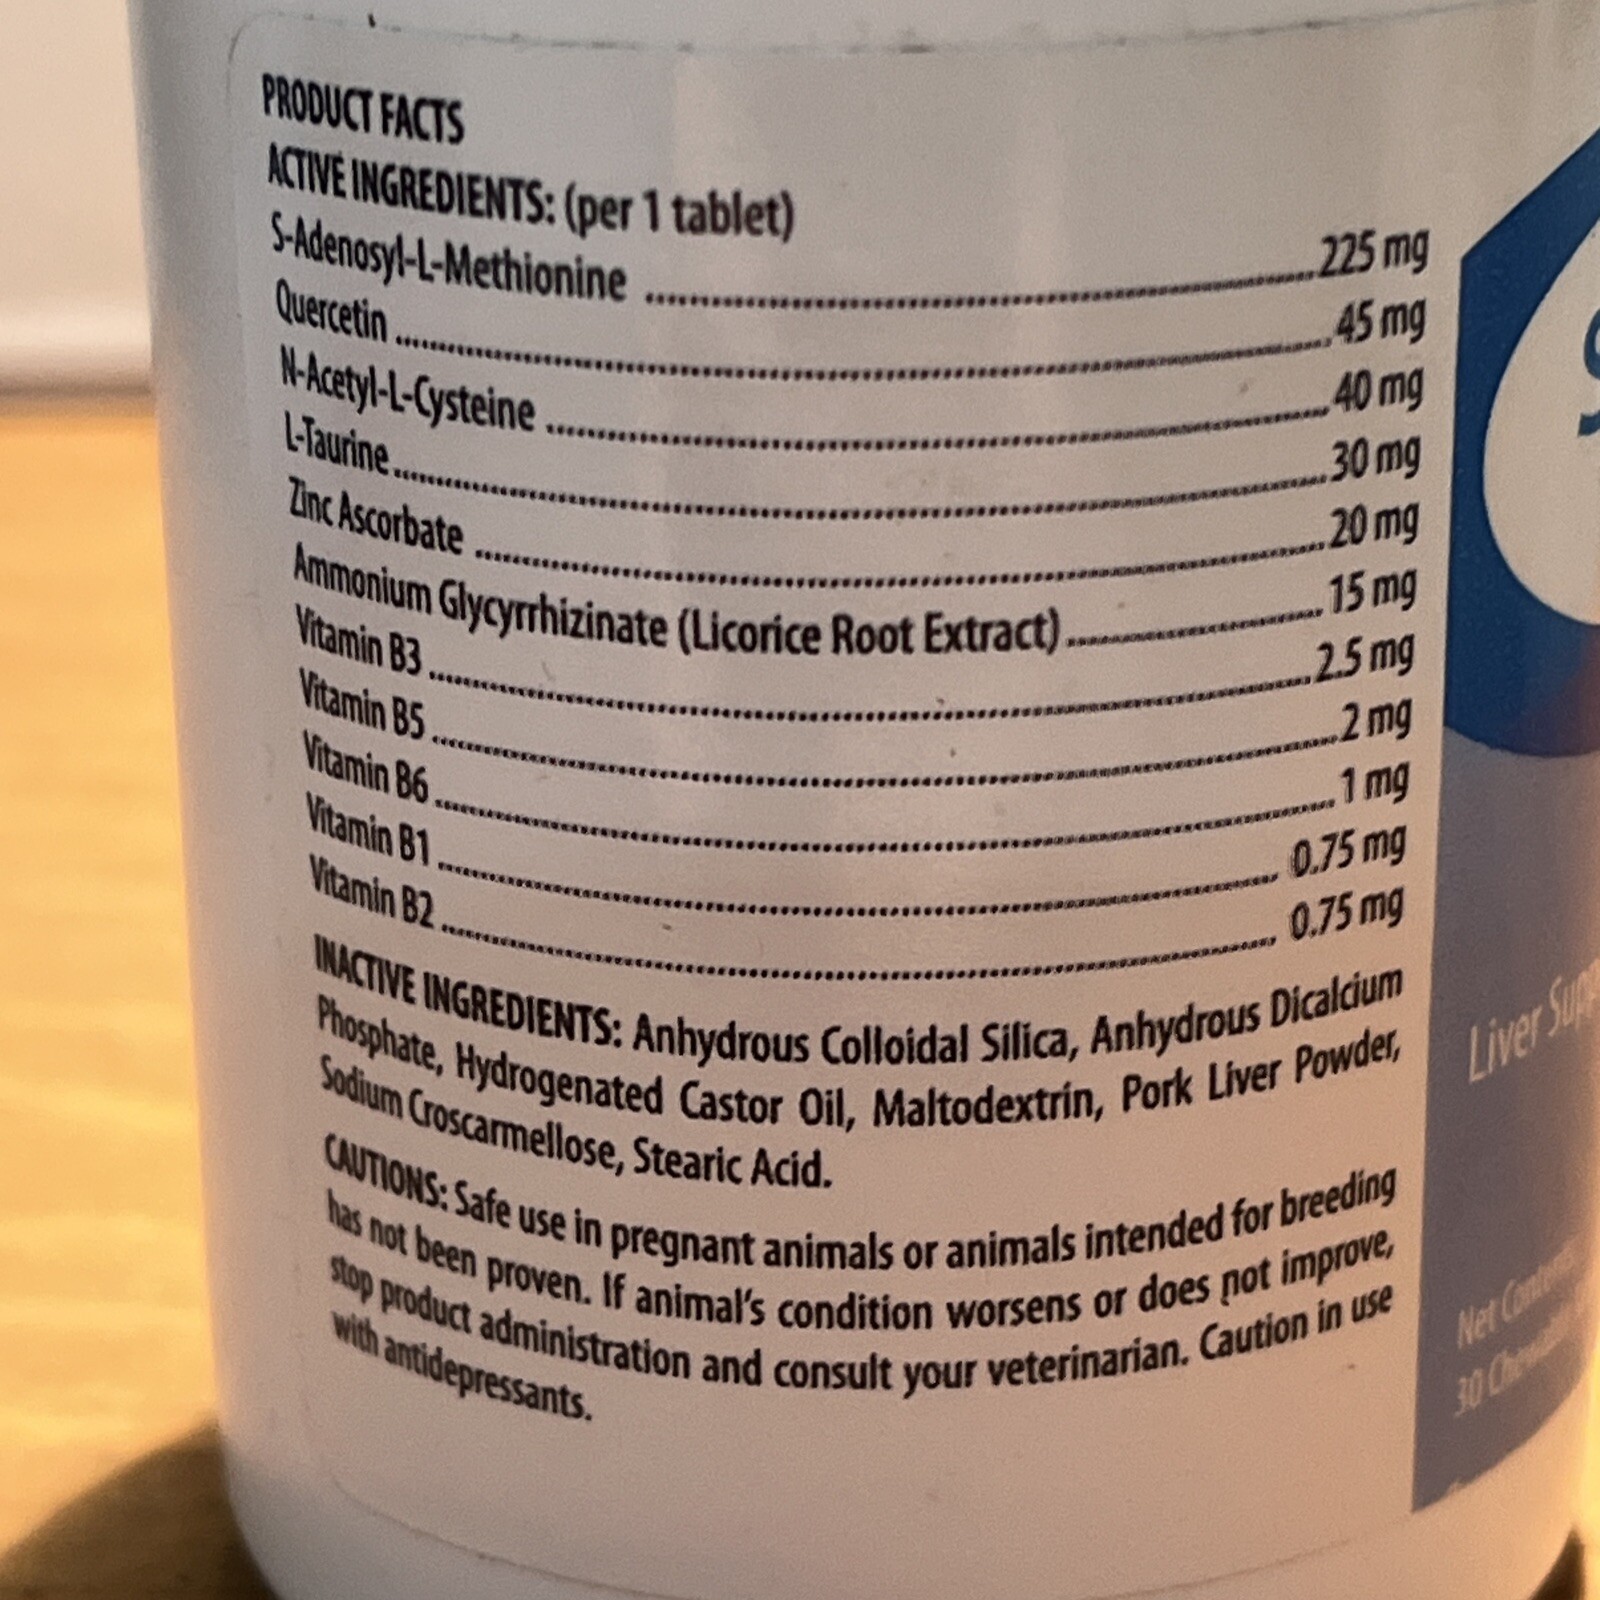 PRODUCT FACTS
ACTIVE INGREDIENTS: (per 1 tablet)
S-Adenosyl-L-Methionine ........ 225 mg
Quercetin ........ 45 mg
N-Acetyl-L-Cysteine ........ 40 mg
L-Taurine ........ 30 mg
Zinc Ascorbate ........ 20 mg
Ammonium Glycyrrhizinate (Licorice Root Extract) ........ 15 mg
Vitamin B3 ........ 2.5 mg
Vitamin B5 ........ 2 mg
Vitamin B6 ........ 1 mg
Vitamin B1 ........ 0.75 mg
Vitamin B2 ........ 0.75 mg
INACTIVE INGREDIENTS: Anhydrous Colloidal Silica, Anhydrous Dicalcium
Phosphate, Hydrogenated Castor Oil, Maltodextrin, Pork Liver Powder,
Sodium Croscarmellose, Stearic Acid.
CAUTIONS: Safe use in pregnant animals or animals intended for breeding
has not been proven. If animal's condition worsens or does not improve,
stop product administration and consult your veterinarian. Caution in use
with antidepressants.
Liver
Net
30